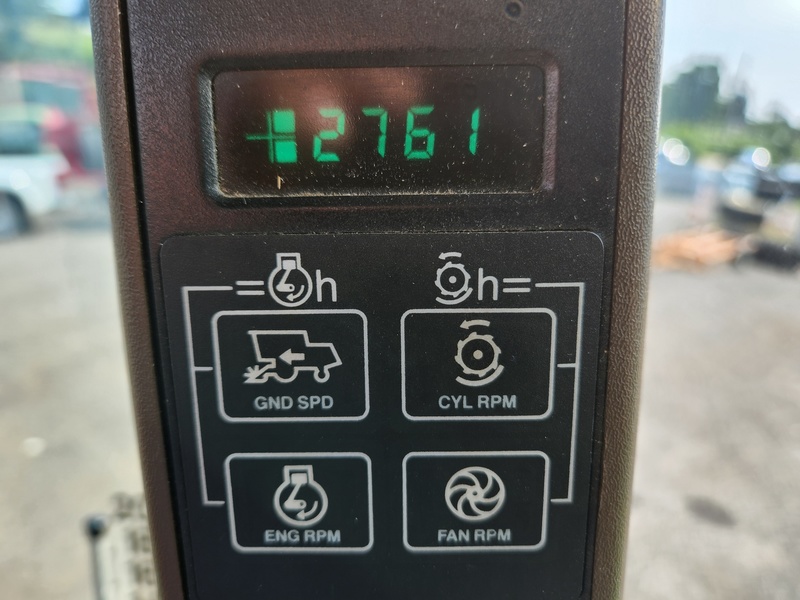 2761
=h
h=
GND SPD
CYL RPM
ENG RPM
FAN RPM